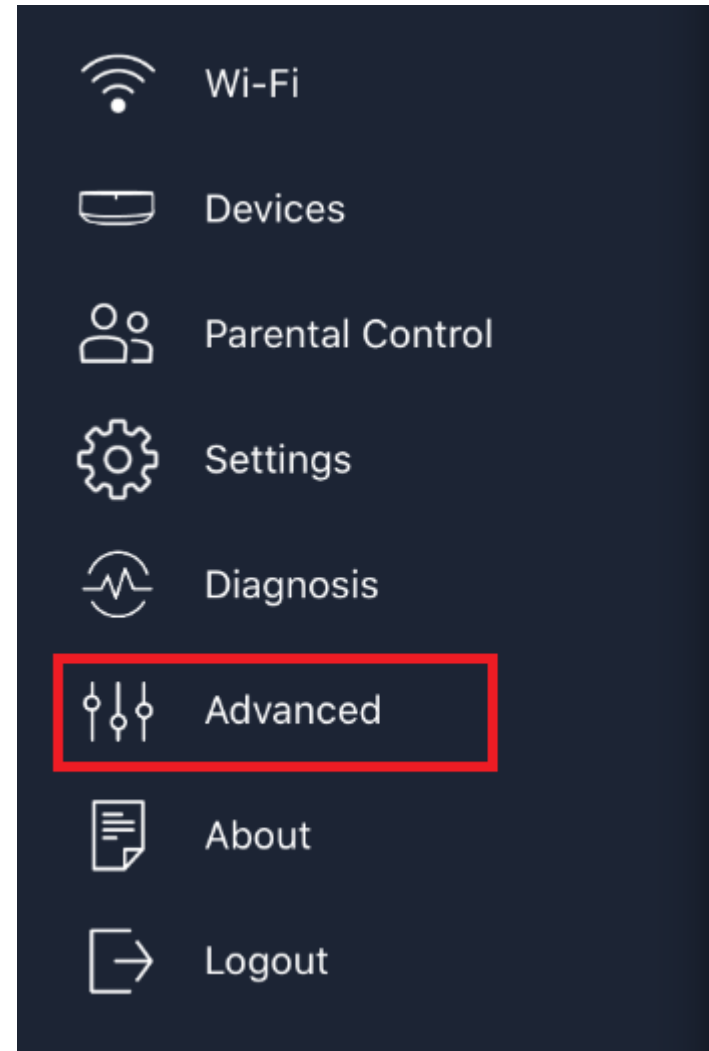 Wi-Fi
Devices
Parental Control
Settings
Diagnosis
Advanced
About
Logout